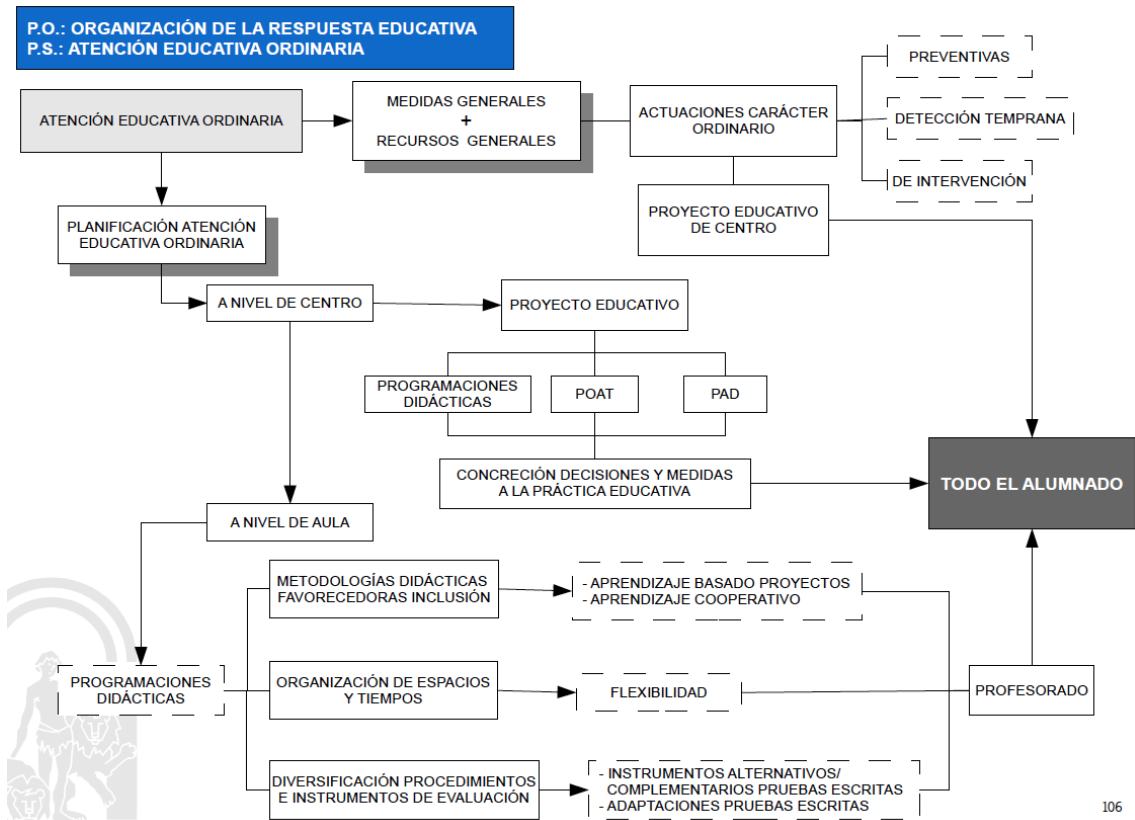 P.O.: ORGANIZACIÓN DE LA RESPUESTA EDUCATIVA
P.S.: ATENCIÓN EDUCATIVA ORDINARIA
ATENCIÓN EDUCATIVA ORDINARIA
MEDIDAS GENERALES
+
RECURSOS GENERALES
ACTUACIONES CARÁCTER
ORDINARIO
PREVENTIVAS
DETECCIÓN TEMPRANA
DE INTERVENCIÓN
PROYECTO EDUCATIVO
DE CENTRO
PLANIFICACIÓN ATENCIÓN
EDUCATIVA ORDINARIA
A NIVEL DE CENTRO
PROYECTO EDUCATIVO
PROGRAMACIONES
DIDÁCTICAS
POAT
PAD
CONCRECIÓN DECISIONES Y MEDIDAS
A LA PRÁCTICA EDUCATIVA
TODO EL ALUMNADO
A NIVEL DE AULA
METODOLOGÍAS DIDÁCTICAS
FAVORECEDORAS INCLUSIÓN
- APRENDIZAJE BASADO PROYECTOS
- APRENDIZAJE COOPERATIVO
PROGRAMACIONES
DIDÁCTICAS
ORGANIZACIÓN DE ESPACIOS
Y TIEMPOS
FLEXIBILIDAD
PROFESORADO
DIVERSIFICACIÓN PROCEDIMIENTOS
E INSTRUMENTOS DE EVALUACIÓN
- INSTRUMENTOS ALTERNATIVOS/
COMPLEMENTARIOS PRUEBAS ESCRITAS
- ADAPTACIONES PRUEBAS ESCRITAS
106